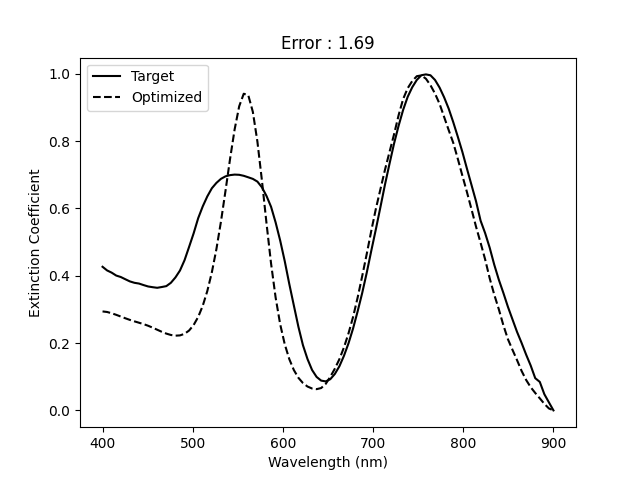 Error : 1.69
Target
Optimized
Extinction Coefficient
1.0
0.8
0.6
0.4
0.2
0.0
400 500 600 700 800 900
Wavelength (nm)